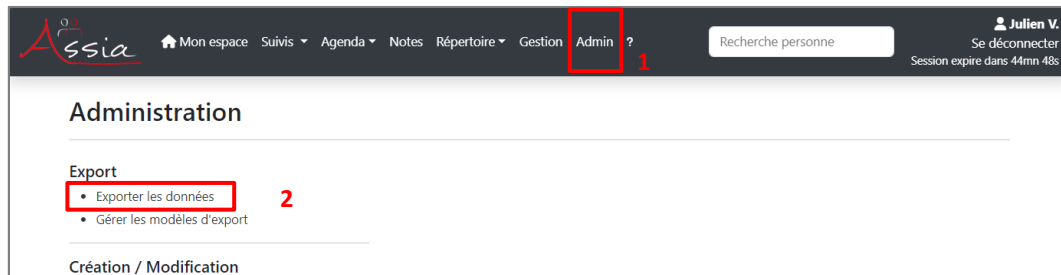 Assia
Mon espace Suivis Agenda Notes Répertoire Gestion Admin ?
1
Recherche personne
Julien V.
Se déconnecter
Session expire dans 44mn 48s
Administration
Export
• Exporter les données
2
• Gérer les modèles d'export
Création / Modification